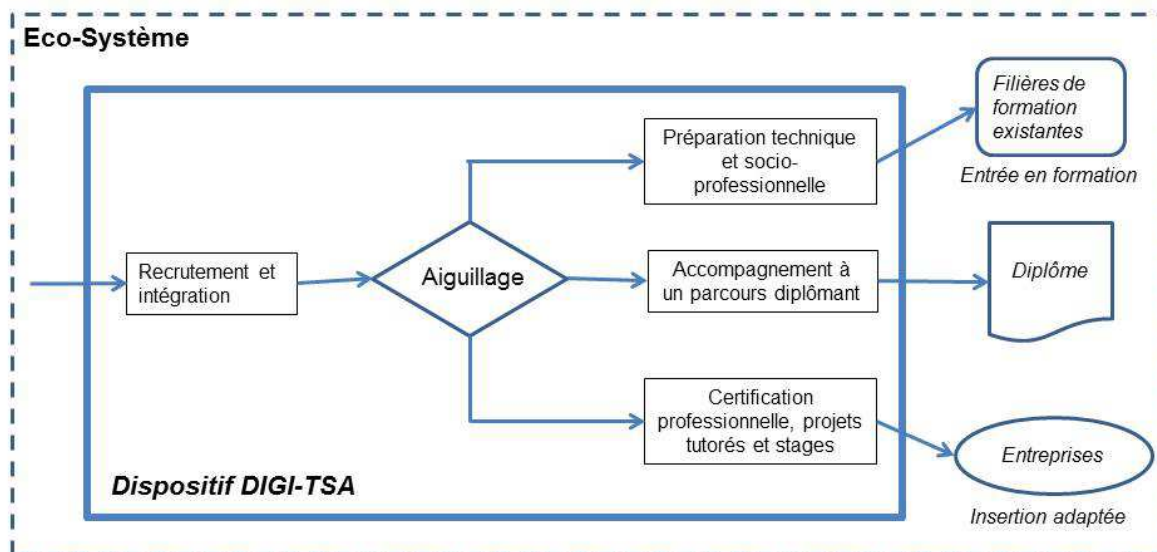 Eco-Système
Filières de
formation
existantes
Entrée en formation
Préparation technique
et socio-
professionnelle
Recrutement et
intégration
Aiguillage
Accompagnement à
un parcours diplômant
Diplôme
Certification
professionnelle, projets
tutorés et stages
Entreprises
Insertion adaptée
Dispositif DIGI-TSA